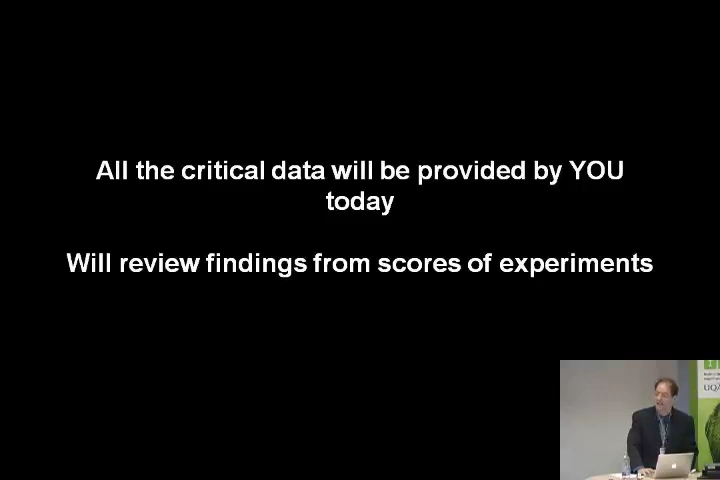 All the critical data will be provided by YOU
today
Will review findings from scores of experiments